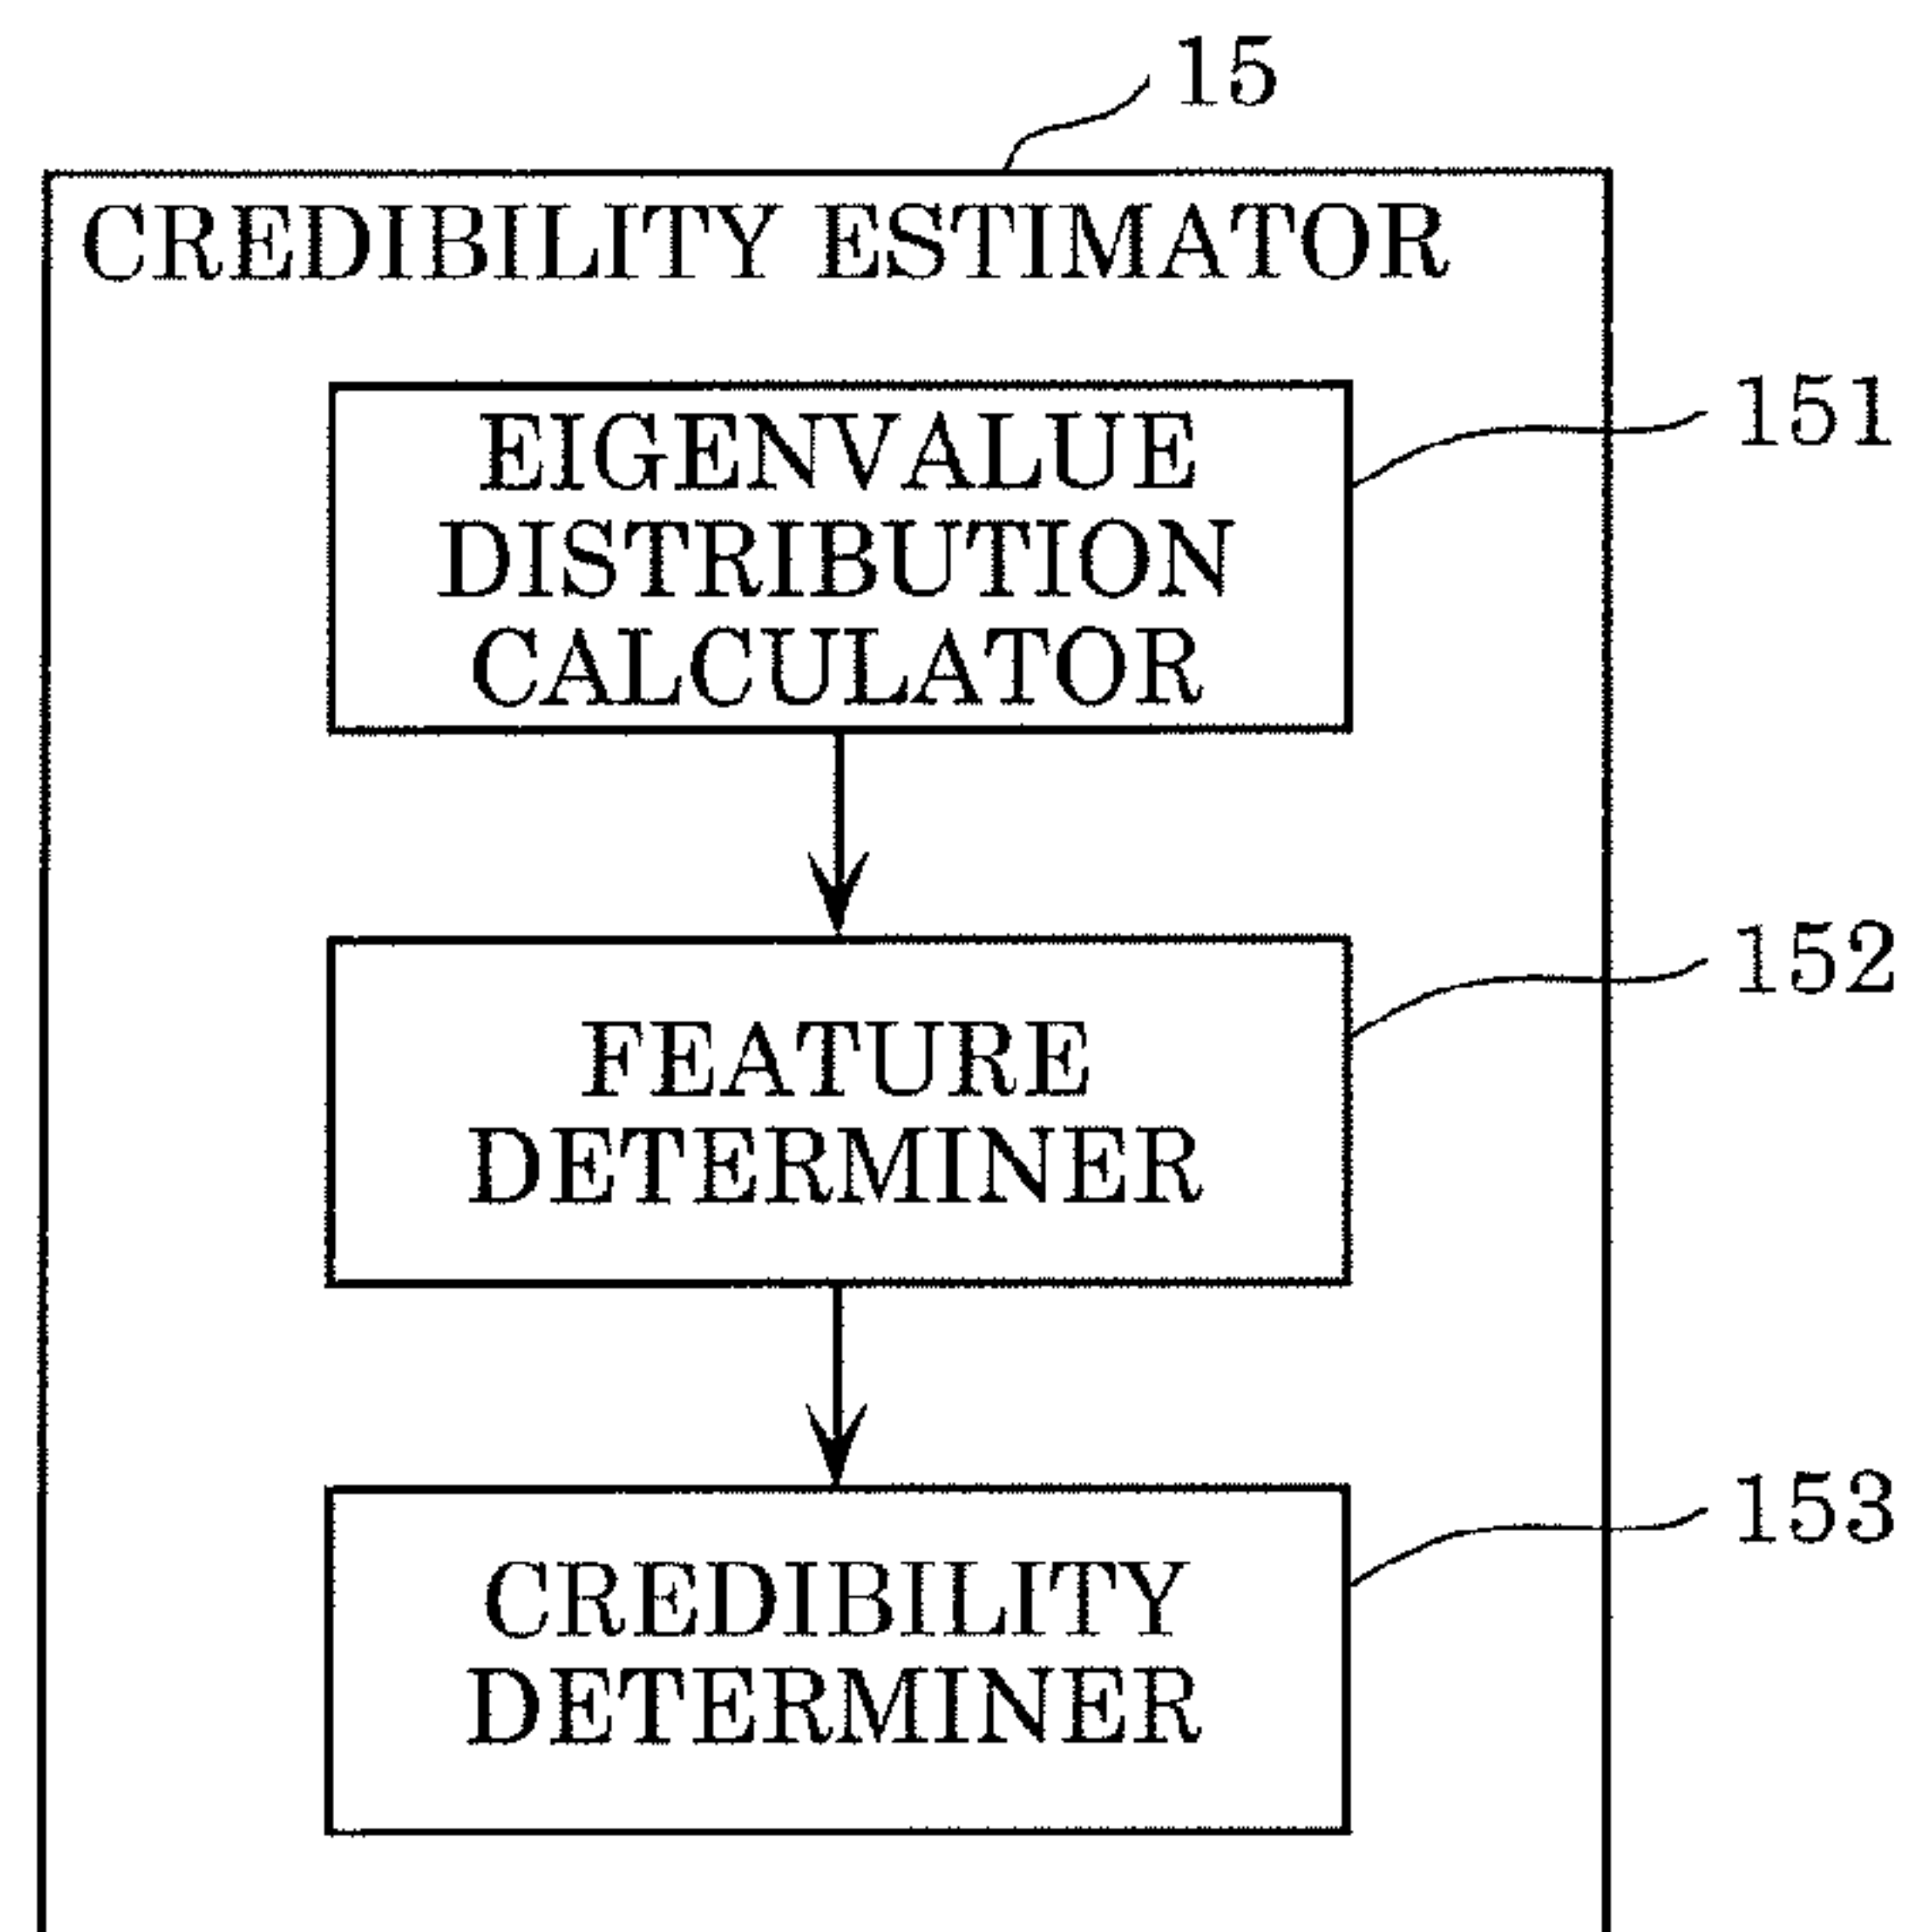 15
CREDIBILITY ESTIMATOR
151
EIGENVALUE
DISTRIBUTION
CALCULATOR
152
FEATURE
DETERMINER
153
CREDIBILITY
DETERMINER